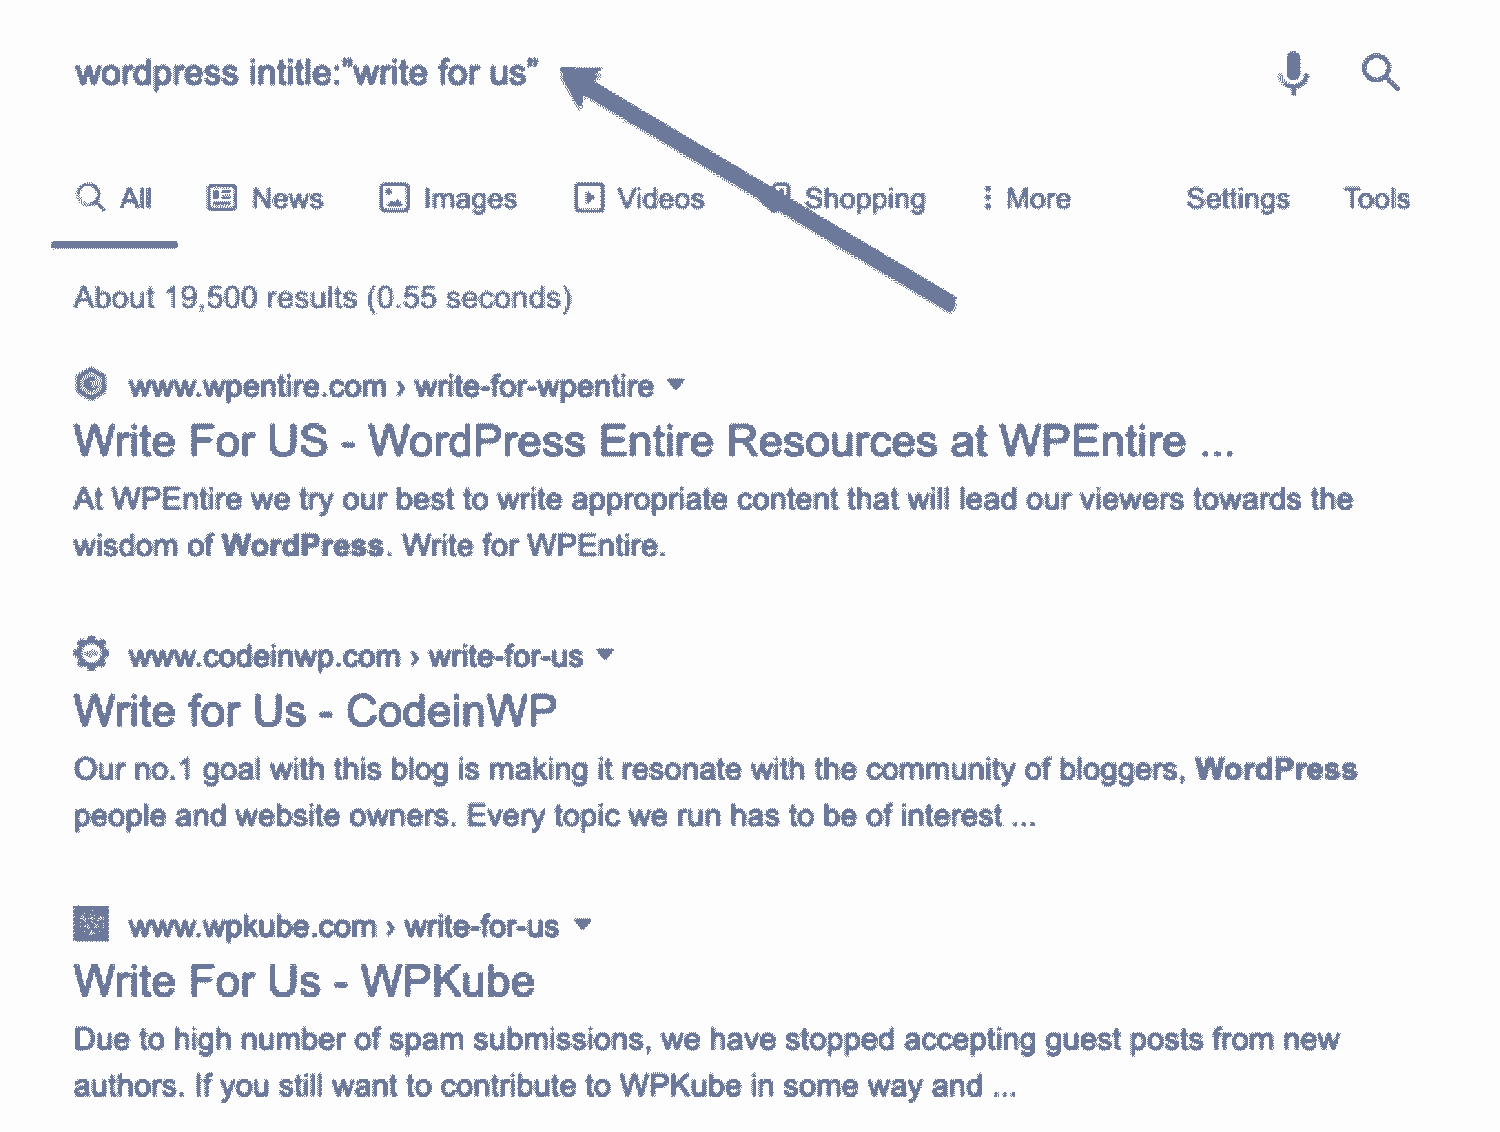 wordpress intitle:"write for us"
All News Images Videos Shopping More Settings Tools
About 19,500 results (0.55 seconds)
www.wpentire.com › write-for-wpentire
Write For US - WordPress Entire Resources at WPEntire ...
At WPEntire we try our best to write appropriate content that will lead our viewers towards the
wisdom of WordPress. Write for WPEntire.
www.codeinwp.com › write-for-us
Write for Us - CodeinWP
Our no.1 goal with this blog is making it resonate with the community of bloggers, WordPress
people and website owners. Every topic we run has to be of interest ...
www.wpkube.com › write-for-us
Write For Us - WPKube
Due to high number of spam submissions, we have stopped accepting guest posts from new
authors. If you still want to contribute to WPKube in some way and ...